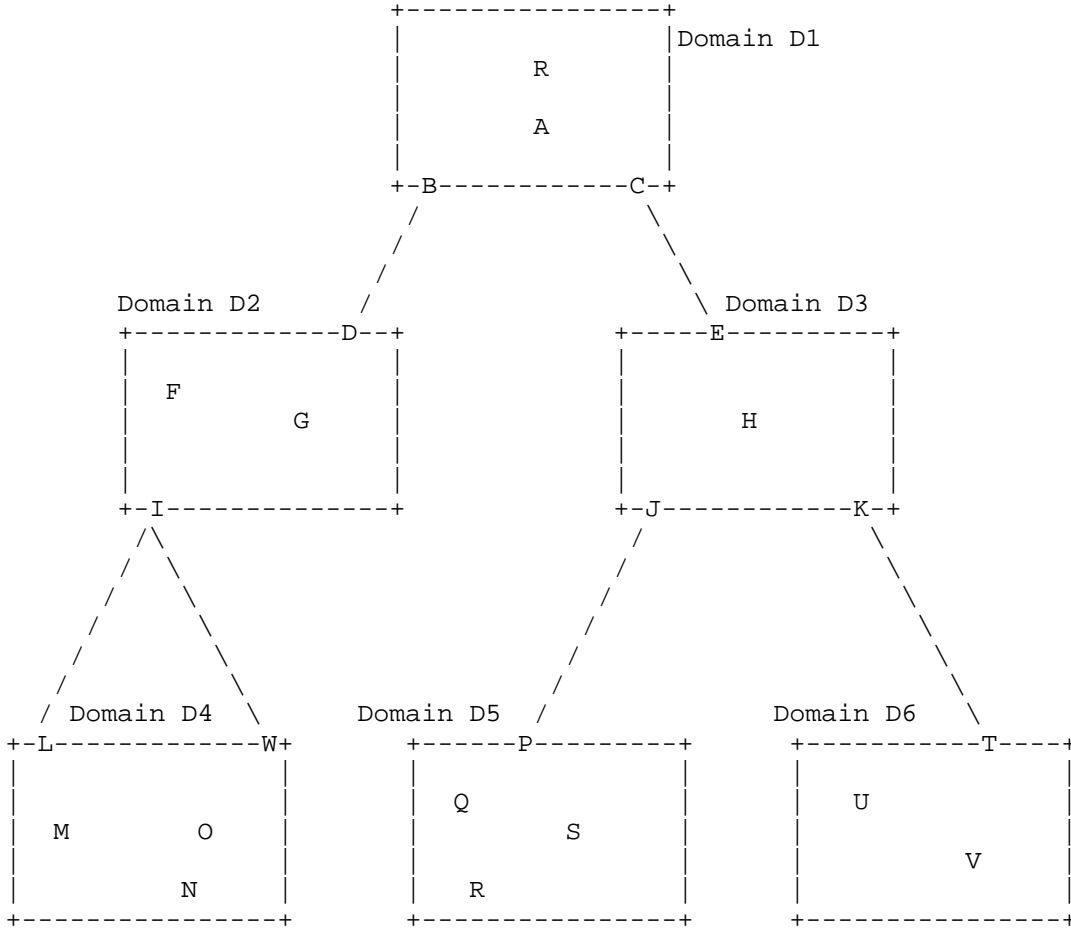 Domain D1
R
A
B C
Domain D2 Domain D3
D E
F
G H
I J K
Domain D4 Domain D5 Domain D6
L W P T
Q U
M O S
V
N R